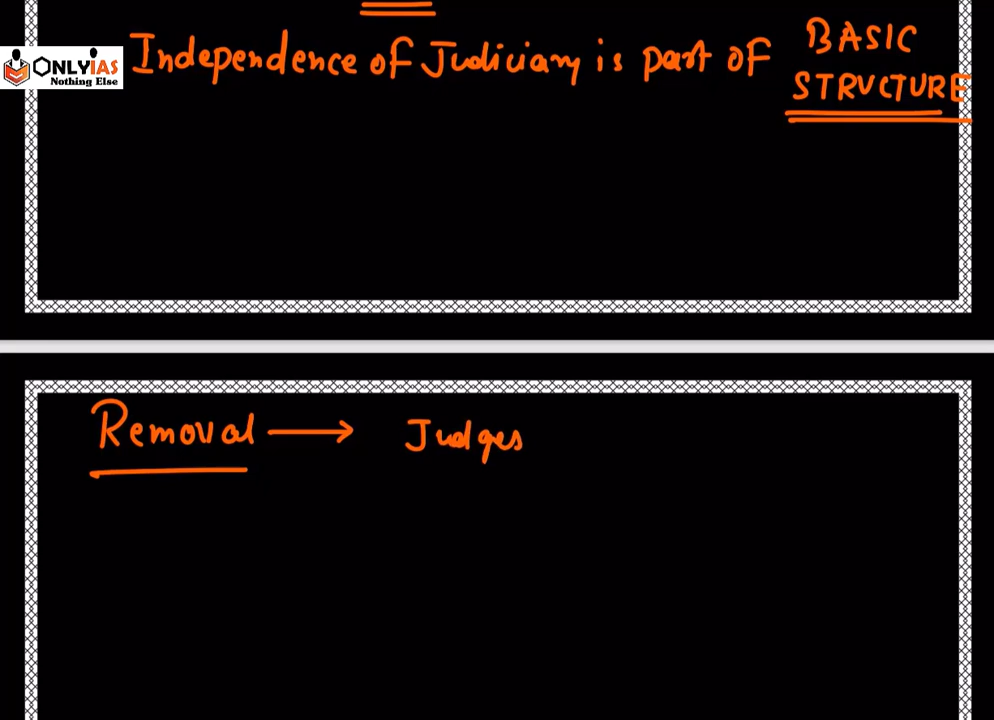 Independence of Judiciary is part of BASIC
STRUCTURE
ONLYIAS
Nothing Else
Removal → Judges